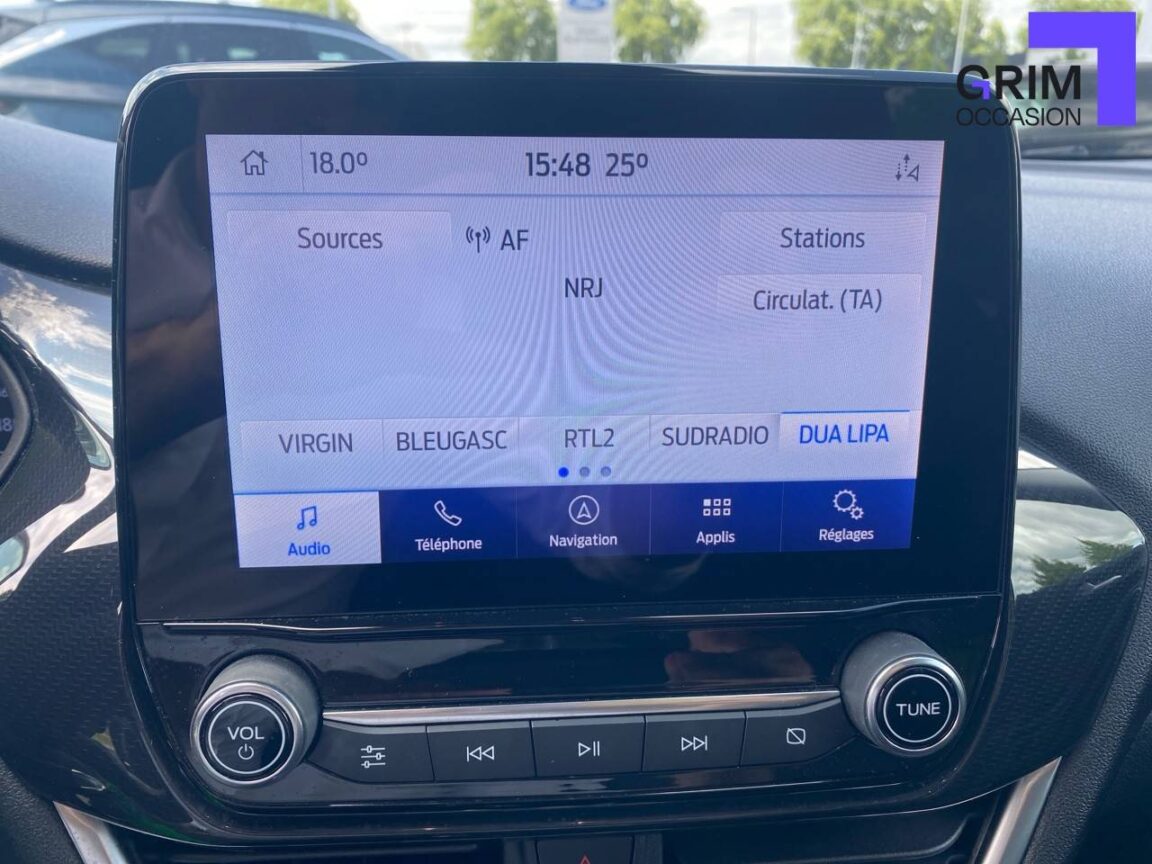 GRIM
OCCASION
18.0°
15:48 25°
Sources
AF
Stations
NRJ
Circulat. (TA)
VIRGIN
BLEUGASC
RTL2
SUDRADIO
DUA LIPA
Audio
Téléphone
Navigation
Applis
Réglages
VOL
TUNE